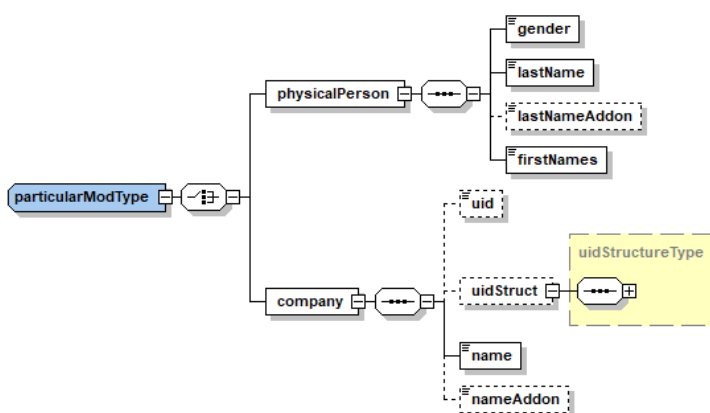 gender
physicalPerson
lastName
lastNameAddon
firstNames
particularModType
uid
uidStructureType
uidStruct
company
name
nameAddon